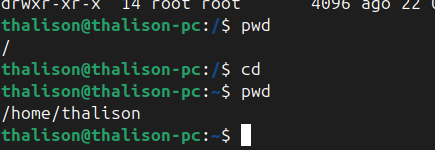 drwxr-xr-x  14 root root       4096 ago 22 0
thalison@thalison-pc:/$ pwd
/
thalison@thalison-pc:/$ cd
thalison@thalison-pc:~$ pwd
/home/thalison
thalison@thalison-pc:~$